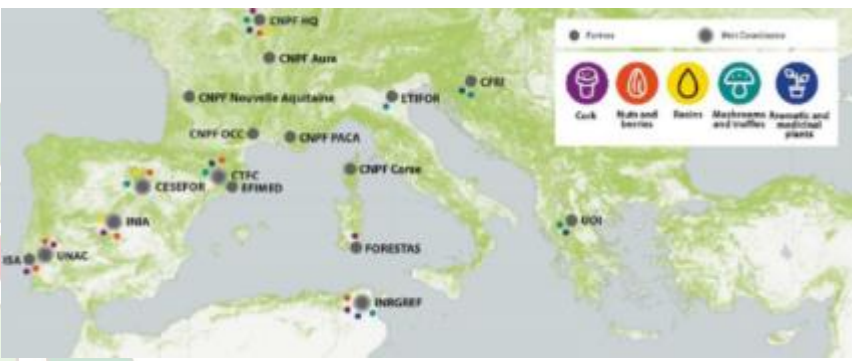 CNPF HQ
CNPF Aura
CNPF Nouvelle Aquitaine
ETIFOR
CFRI
CNPF OCC
CNPF PACA
CTFC
CNPF Corse
CESEFOR
EFIMED
INIA
UOI
ISA
UNAC
FORESTAS
INRGREF
Partner
Cork
Nuts and
berries
Resins
Mushrooms
and truffles
Aromatic and
medicinal
plants